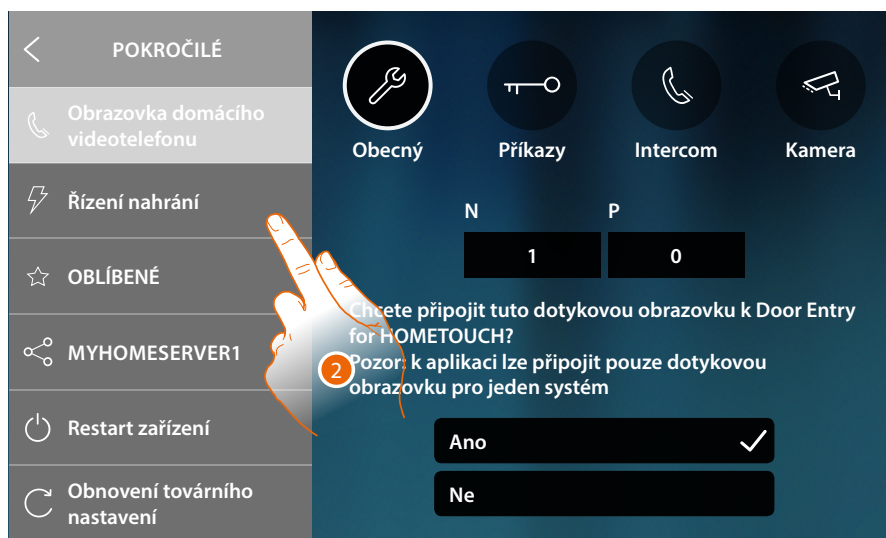 POKROČILÉ
Obrazovka domácího
videotelefonu
Řízení nahrání
OBLÍBENÉ
MYHOMESERVER1
Restart zařízení
Obnovení továrního
nastavení
Obecný
Příkazy
Intercom
Kamera
N
P
1
0
Chcete připojit tuto dotykovou obrazovku k Door Entry
for HOMETOUCH?
Pozor: k aplikaci lze připojit pouze dotykovou
obrazovku pro jeden systém
2
Ano
Ne